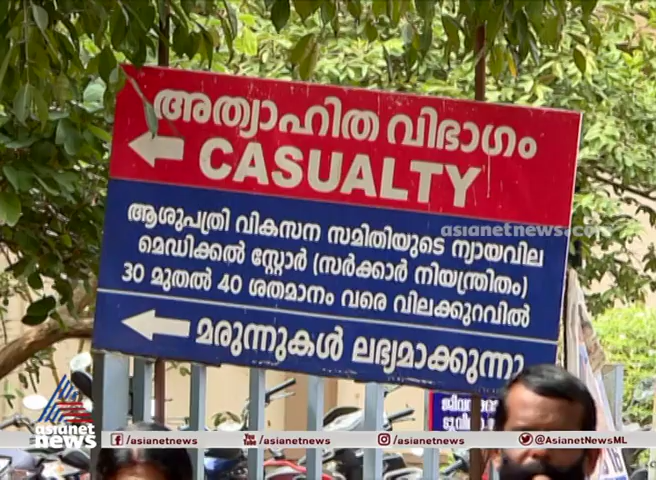 അത്യാഹിത വിഭാഗം
CASUALTY
ആശുപത്രി വികസന സമിതിയുടെ ന്യായവില
മെഡിക്കൽ സ്റ്റോർ (സർക്കാർ നിയന്ത്രിതം)
30 മുതൽ 40 ശതമാനം വരെ വിലക്കുറവിൽ
മരുന്നുകൾ ലഭ്യമാക്കുന്നു
asianetnews.com
asianet
news
asianetnews
YouTube asianetnews
asianetnews
@AsianetNewsML